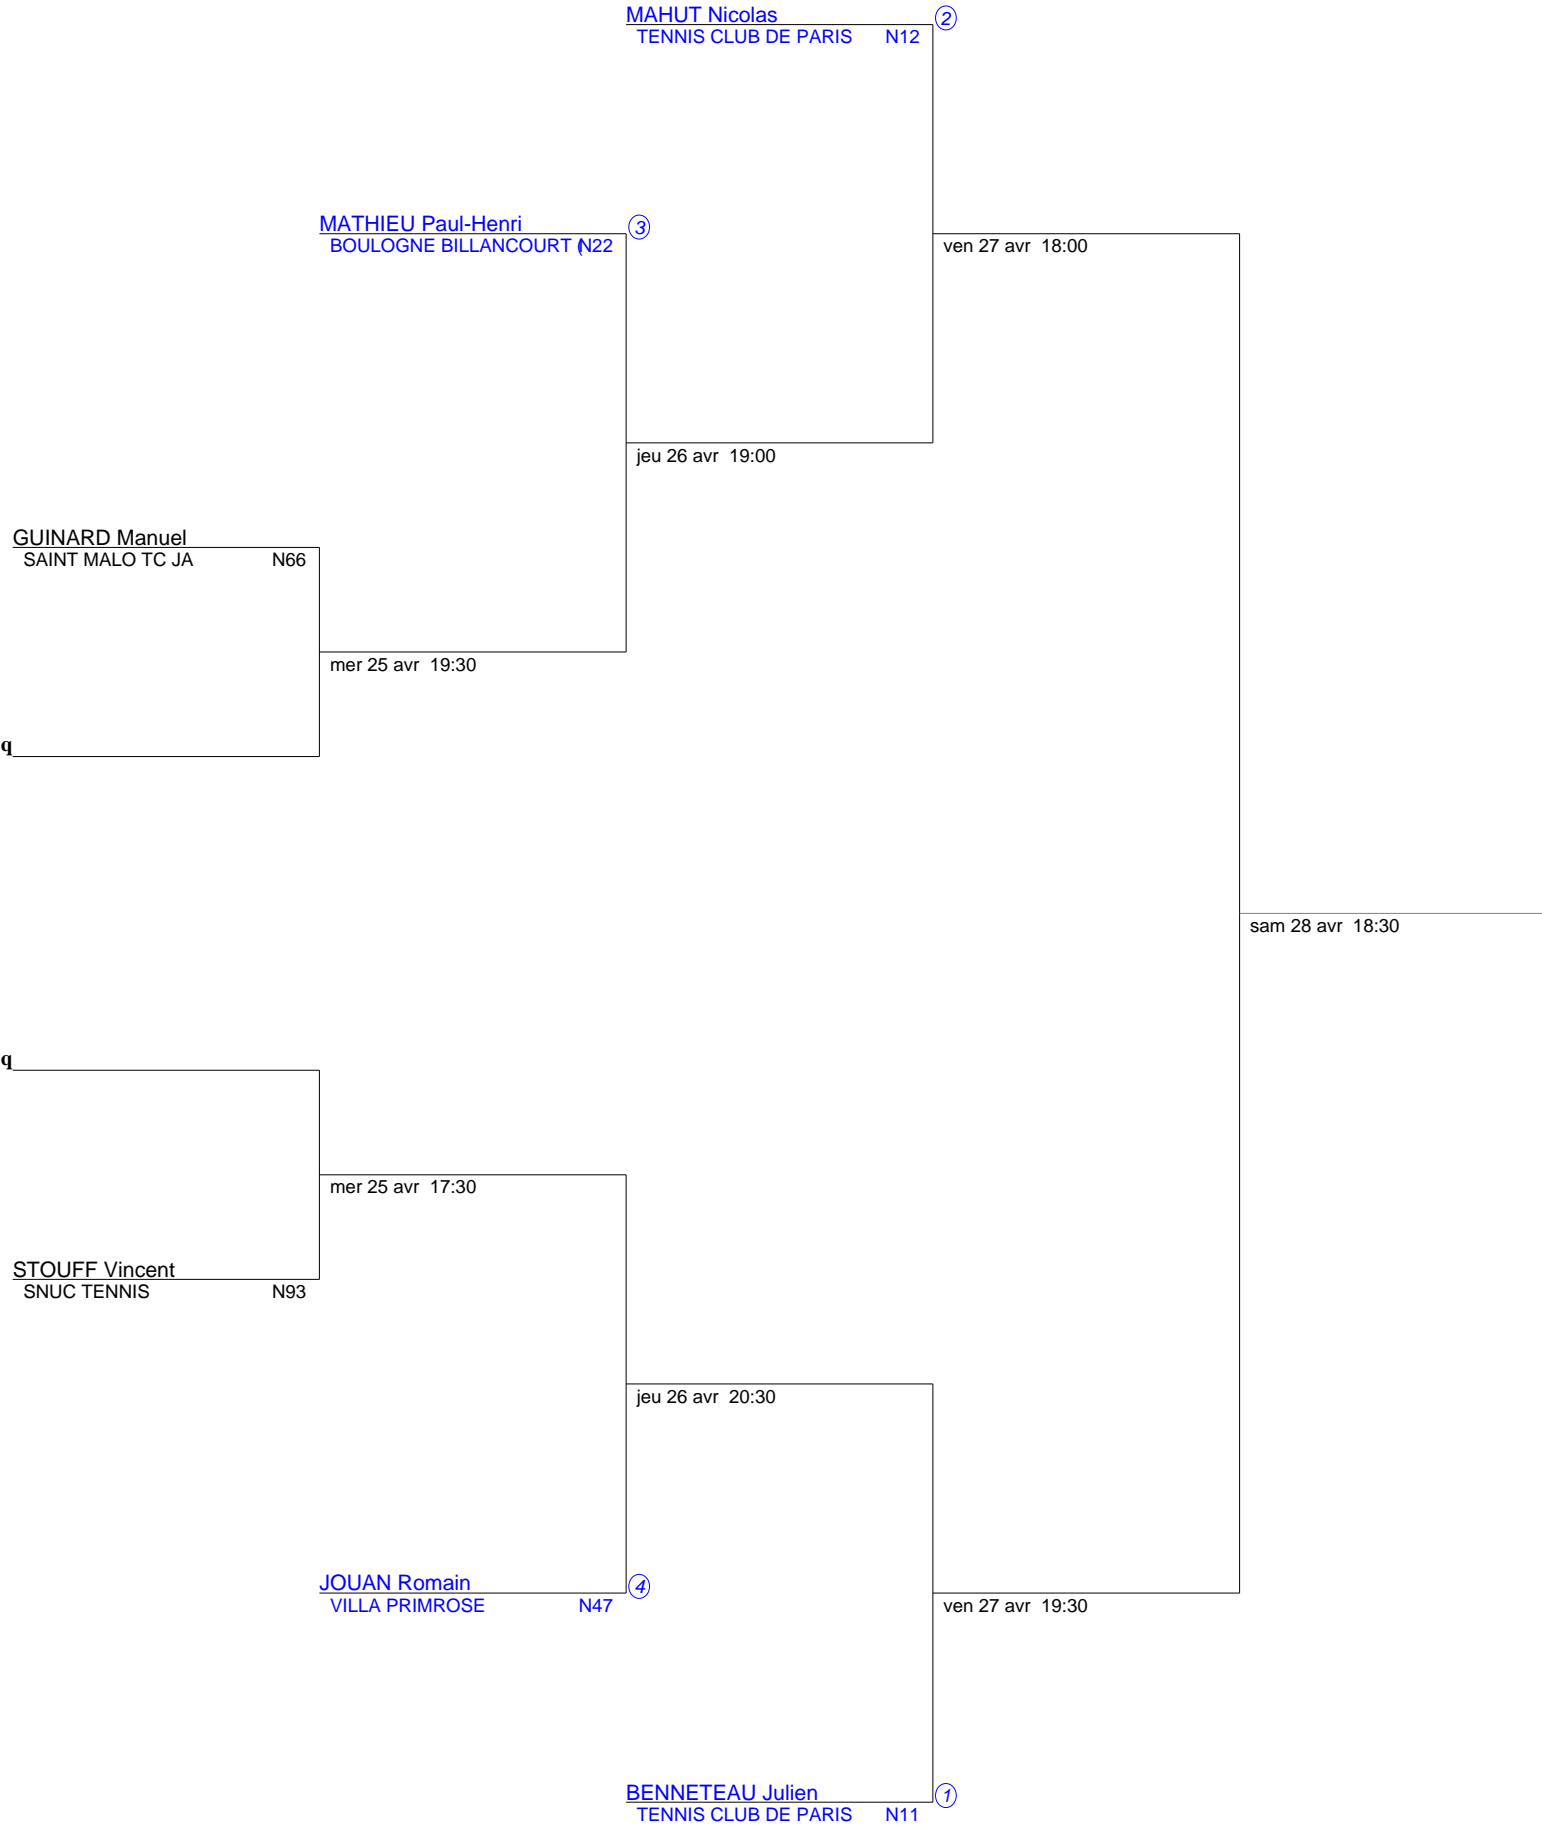 MAHUT Nicolas 2
TENNIS CLUB DE PARIS N12
MATHIEU Paul-Henri 3
BOULOGNE BILLANCOURT (N22
ven 27 avr 18:00
jeu 26 avr 19:00
GUINARD Manuel
SAINT MALO TC JA N66
mer 25 avr 19:30
q
sam 28 avr 18:30
q
mer 25 avr 17:30
STOUFF Vincent
SNUC TENNIS N93
jeu 26 avr 20:30
JOUAN Romain 4
VILLA PRIMROSE N47
ven 27 avr 19:30
BENNETEAU Julien 1
TENNIS CLUB DE PARIS N11